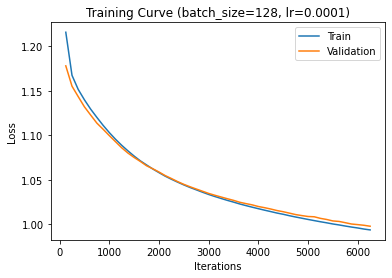 Training Curve (batch_size=128, lr=0.0001)
Train
Validation
1.20
1.15
1.10
1.05
1.00
Loss
0 1000 2000 3000 4000 5000 6000
Iterations